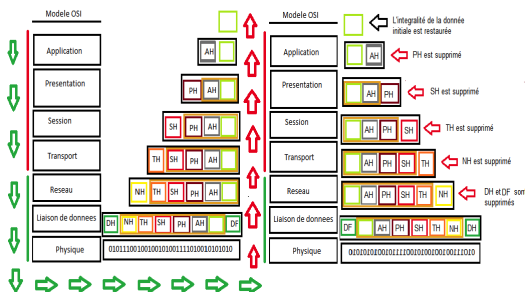 Modele OSI
Application
AH
Presentation
PH AH
Session
SH PH AH
Transport
TH SH PH AH
Reseau
NH TH SH PH AH
Liaison de donnees
DH NH TH SH PH AH DF
Physique
Modele OSI
L'integralité de la donnée
initiale est restaurée
Application
AH
PH est supprimé
Presentation
AH PH
SH est supprimé
Session
AH PH SH
TH est supprimé
Transport
AH PH SH TH
NH est supprimé
Reseau
AH PH SH TH NH
DH et DF som
supprimés
Liaison de donnees
DF AH PH SH TH NH DH
Physique